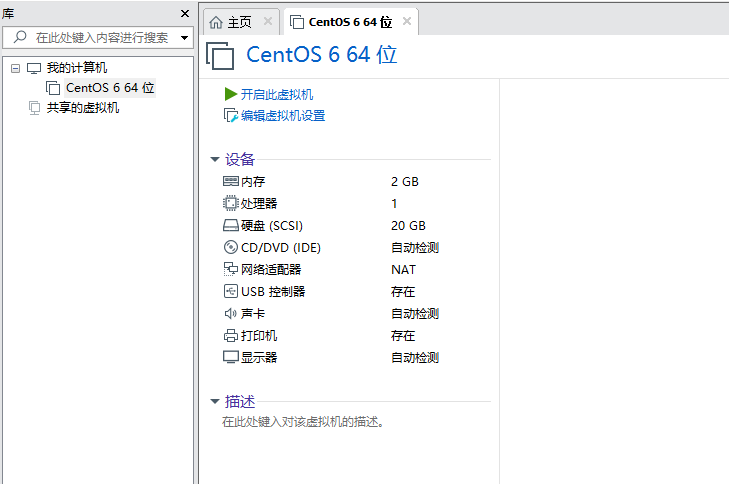 库
在此处键入内容进行搜索
我的计算机
CentOS 6 64 位
共享的虚拟机
主页
CentOS 6 64 位
CentOS 6 64 位
开启此虚拟机
编辑虚拟机设置
设备
内存 2 GB
处理器 1
硬盘 (SCSI) 20 GB
CD/DVD (IDE) 自动检测
网络适配器 NAT
USB 控制器 存在
声卡 自动检测
打印机 存在
显示器 自动检测
描述
在此处键入对该虚拟机的描述。